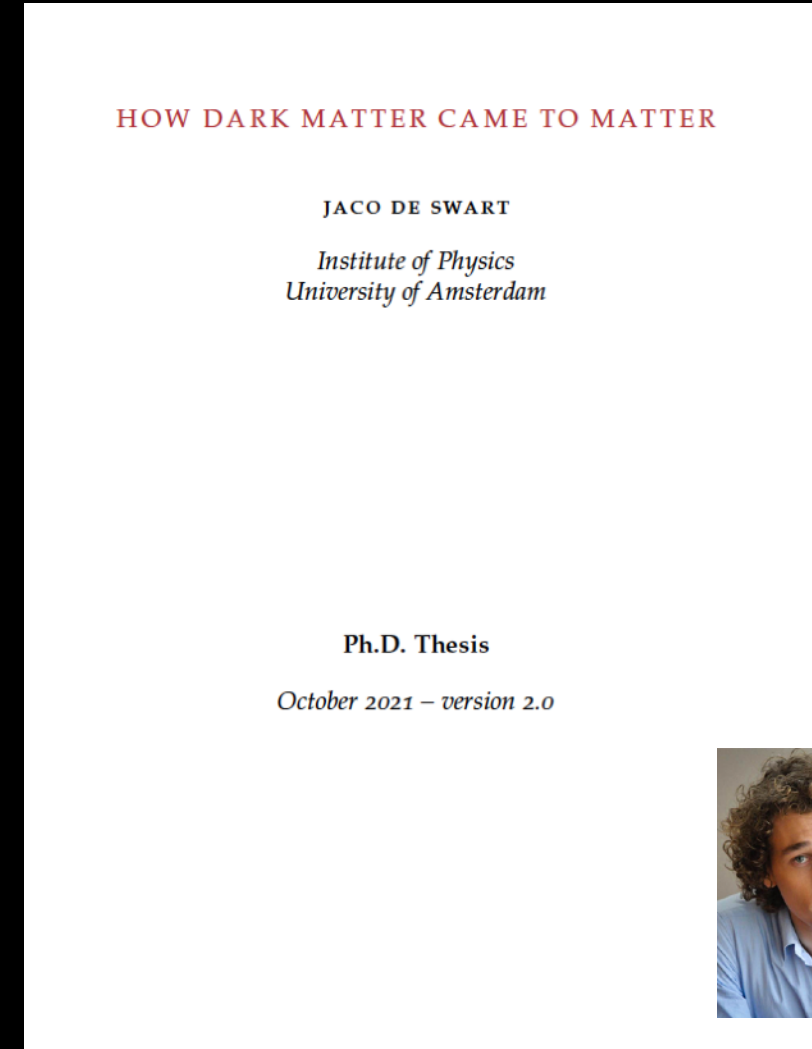 HOW DARK MATTER CAME TO MATTER
JACO DE SWART
Institute of Physics
University of Amsterdam
Ph.D. Thesis
October 2021 – version 2.0